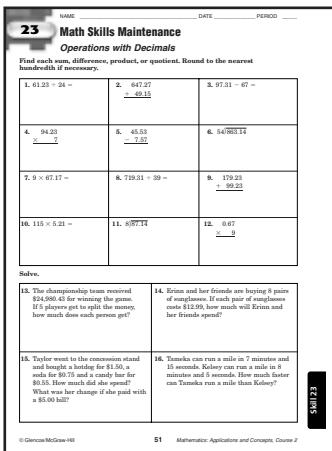 NAME DATE PERIOD
23 Math Skills Maintenance
Operations with Decimals
Find each sum, difference, product, or quotient. Round to the nearest
hundredth if necessary.
1. 61.23 ÷ 24 =
2. 647.27
+ 49.15
3. 97.31 − 67 =
4. 94.23
× 7
5. 45.53
− 7.57
6. 54)863.14
7. 9 × 67.17 =
8. 719.31 ÷ 39 =
9. 179.23
+ 99.23
10. 115 × 5.21 =
11. 8)87.14
12. 0.67
× 9
Solve.
13. The championship team received
$24,980.43 for winning the game.
If 5 players get to split the money,
how much does each person get?
14. Erinn and her friends are buying 8 pairs
of sunglasses. If each pair of sunglasses
costs $12.99, how much will Erinn and
her friends spend?
15. Taylor went to the concession stand
and bought a hotdog for $1.50, a
soda for $0.75 and a candy bar for
$0.55. How much did she spend?
What was her change if she paid with
a $5.00 bill?
16. Tameka can run a mile in 7 minutes and
15 seconds. Kelsey can run a mile in 8
minutes and 5 seconds. How much faster
can Tameka run a mile than Kelsey?
Skill 23
© Glencoe/McGraw-Hill 51 Mathematics: Applications and Concepts, Course 2